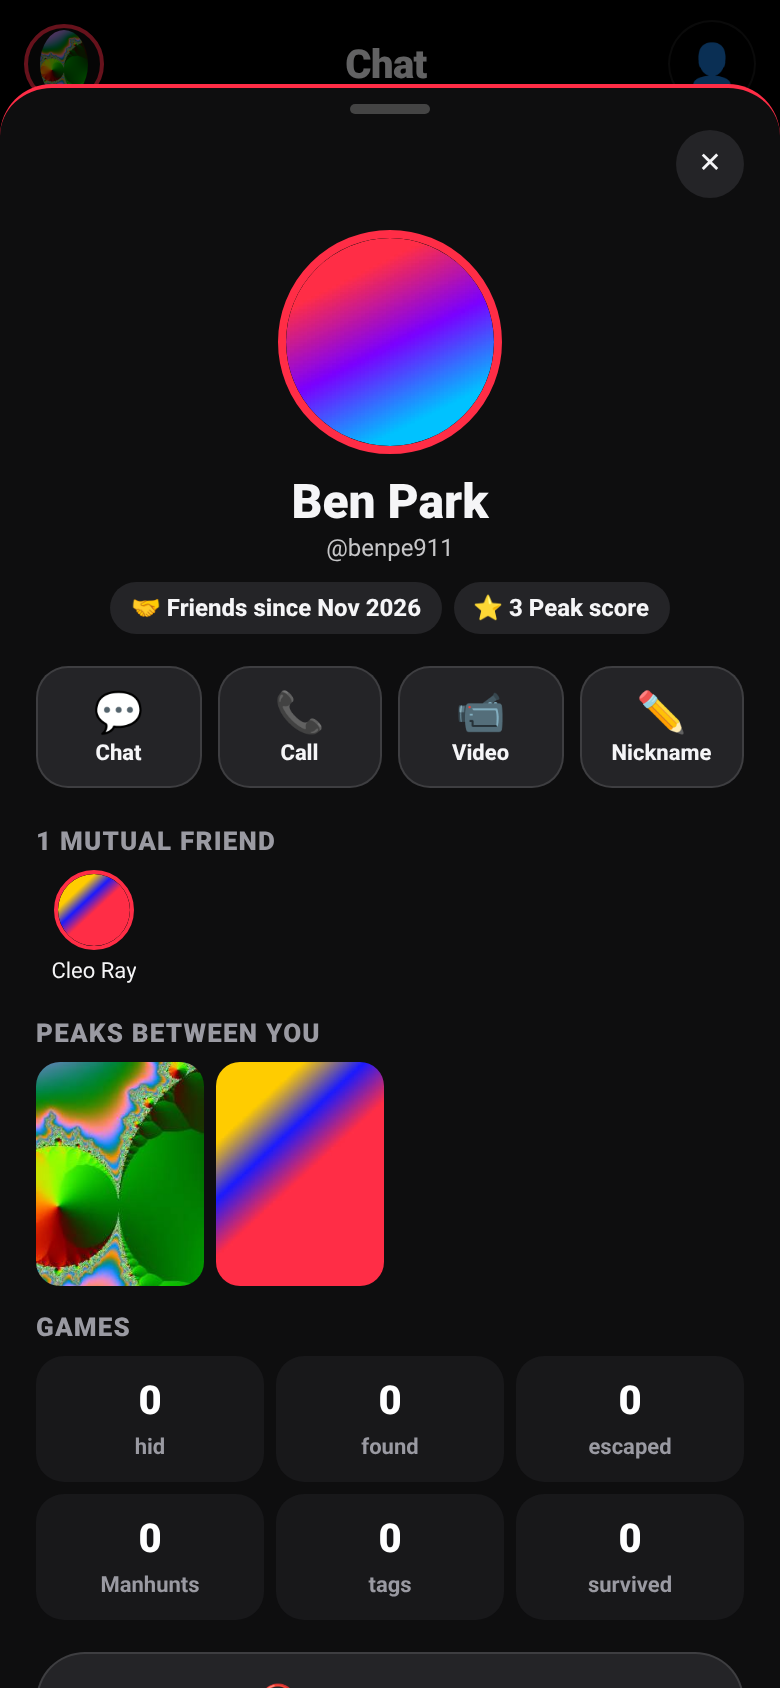 Chat
Ben Park
@benpe911
🤝 Friends since Nov 2026
⭐ 3 Peak score
Chat
Call
Video
Nickname
1 MUTUAL FRIEND
Cleo Ray
PEAKS BETWEEN YOU
GAMES
0
hid
0
found
0
escaped
0
Manhunts
0
tags
0
survived